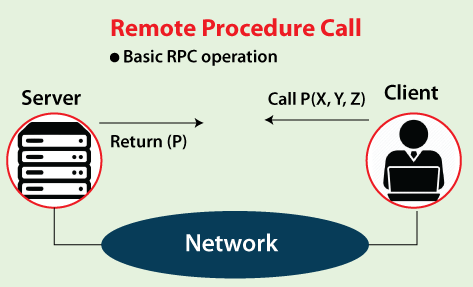 Remote Procedure Call
● Basic RPC operation
Server
Client
Call P(X, Y, Z)
Return (P)
Network